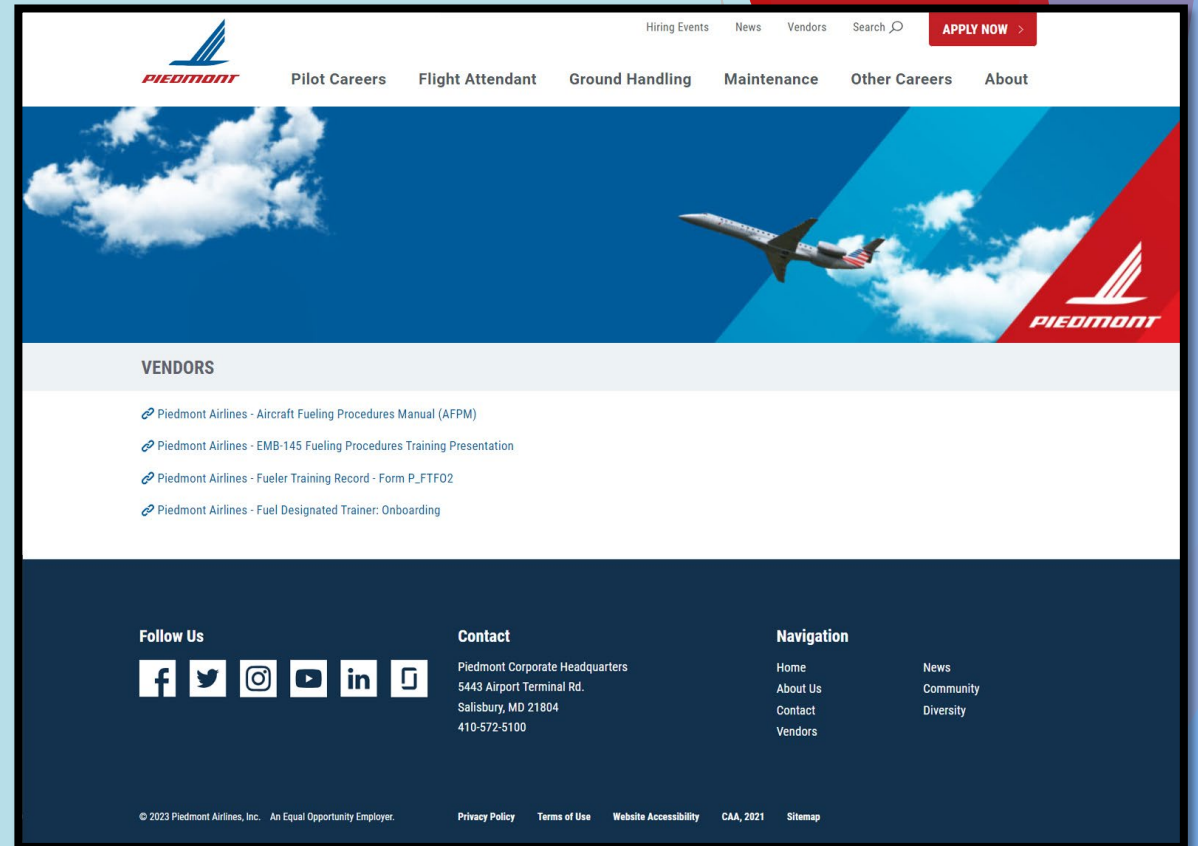 Hiring Events News Vendors Search APPLY NOW >
PIEDMONT
Pilot Careers Flight Attendant Ground Handling Maintenance Other Careers About
PIEDMONT
VENDORS
Piedmont Airlines - Aircraft Fueling Procedures Manual (AFPM)
Piedmont Airlines - EMB-145 Fueling Procedures Training Presentation
Piedmont Airlines - Fueler Training Record - Form P_FTF02
Piedmont Airlines - Fuel Designated Trainer: Onboarding
Follow Us
Contact
Piedmont Corporate Headquarters
5443 Airport Terminal Rd.
Salisbury, MD 21804
410-572-5100
Navigation
Home
About Us
Contact
Vendors
News
Community
Diversity
© 2023 Piedmont Airlines, Inc. An Equal Opportunity Employer.
Privacy Policy Terms of Use Website Accessibility CAA, 2021 Sitemap